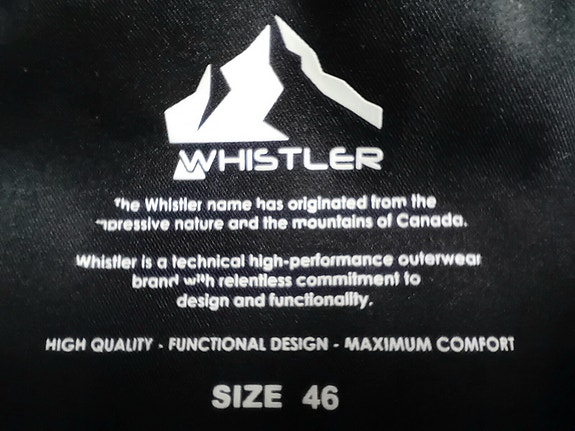 WHISTLER
The Whistler name has originated from the
impressive nature and the mountains of Canada.
Whistler is a technical high-performance outerwear
brand with relentless commitment to
design and functionality.
HIGH QUALITY - FUNCTIONAL DESIGN - MAXIMUM COMFORT
SIZE 46